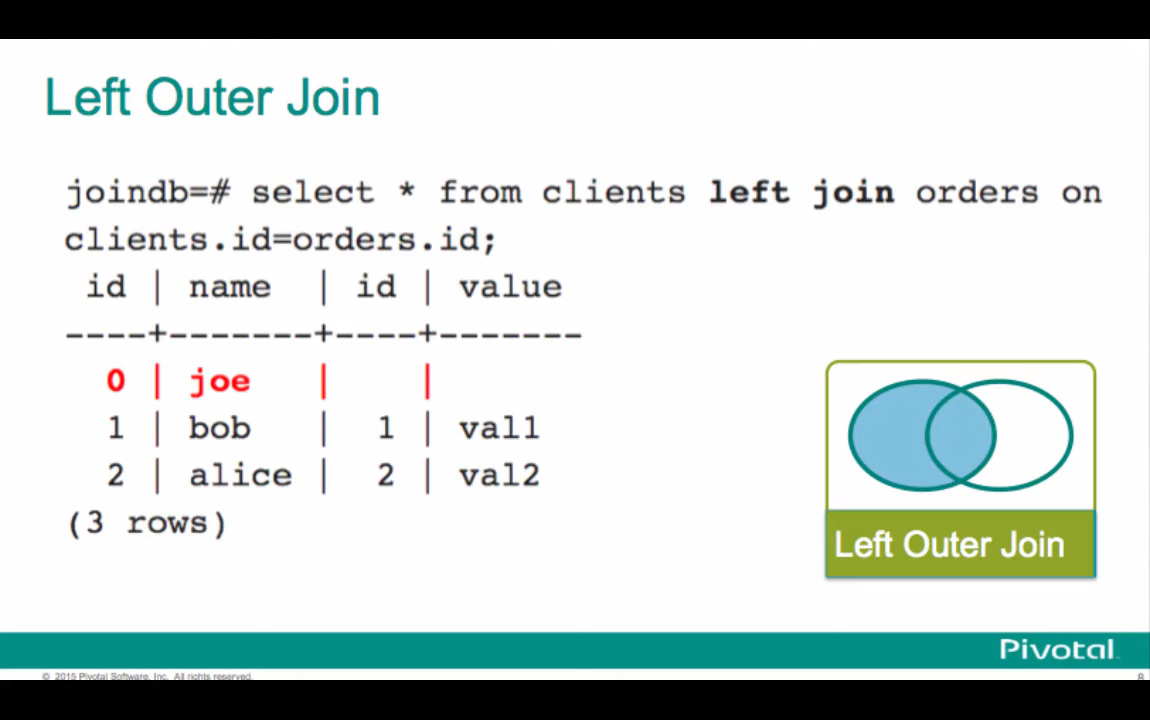 Left Outer Join
joindb=# select * from clients left join orders on
clients.id=orders.id;
 id | name  | id | value
----+-------+----+-------
  0 | joe   |    |
  1 | bob   |  1 | val1
  2 | alice |  2 | val2
(3 rows)
Left Outer Join
Pivotal
© 2015 Pivotal Software, Inc. All rights reserved.
8